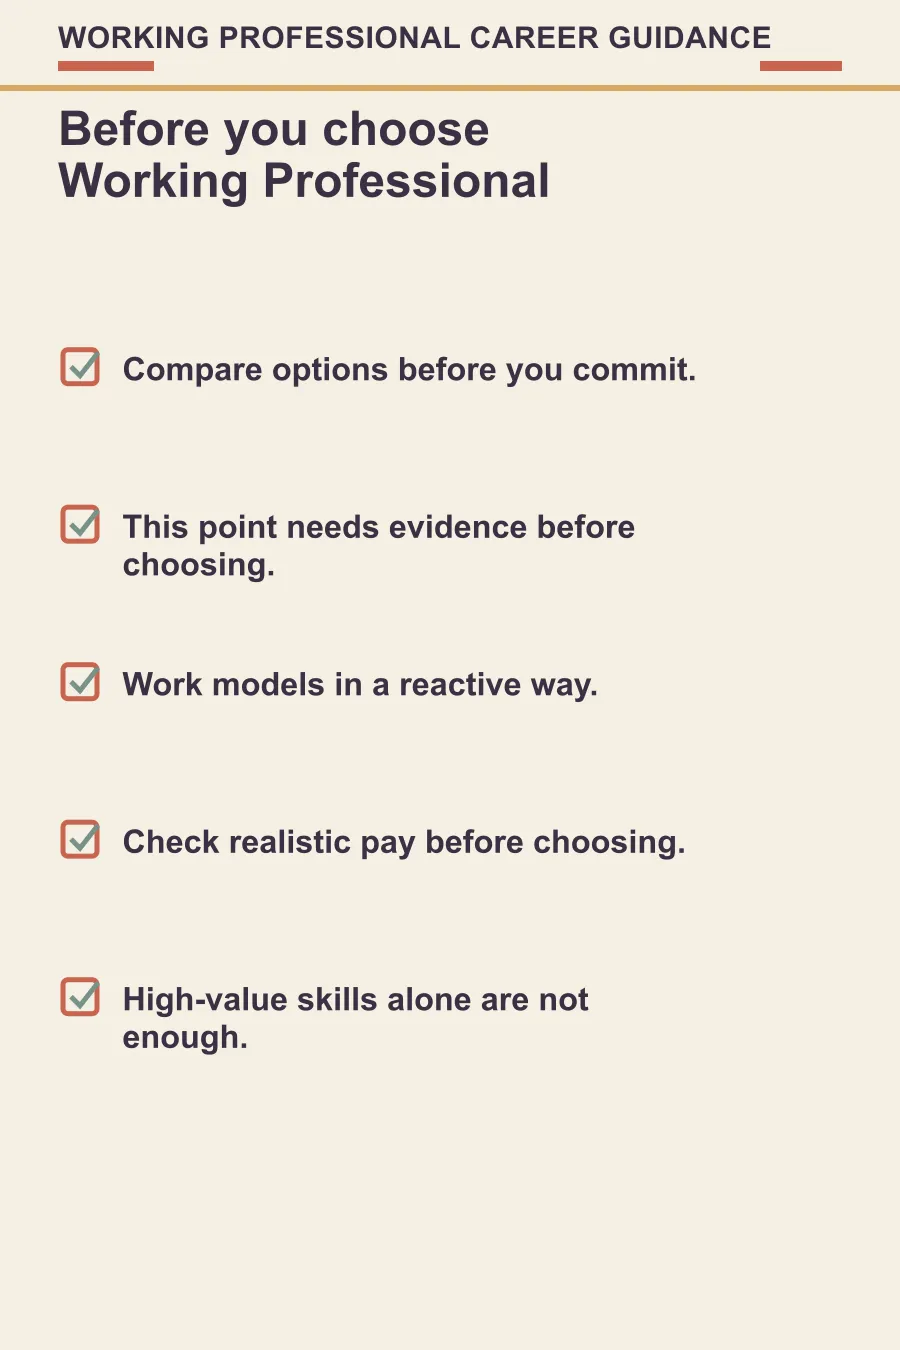 WORKING PROFESSIONAL CAREER GUIDANCE
Before you choose
Working Professional
Compare options before you commit.
This point needs evidence before
choosing.
Work models in a reactive way.
Check realistic pay before choosing.
High-value skills alone are not
enough.